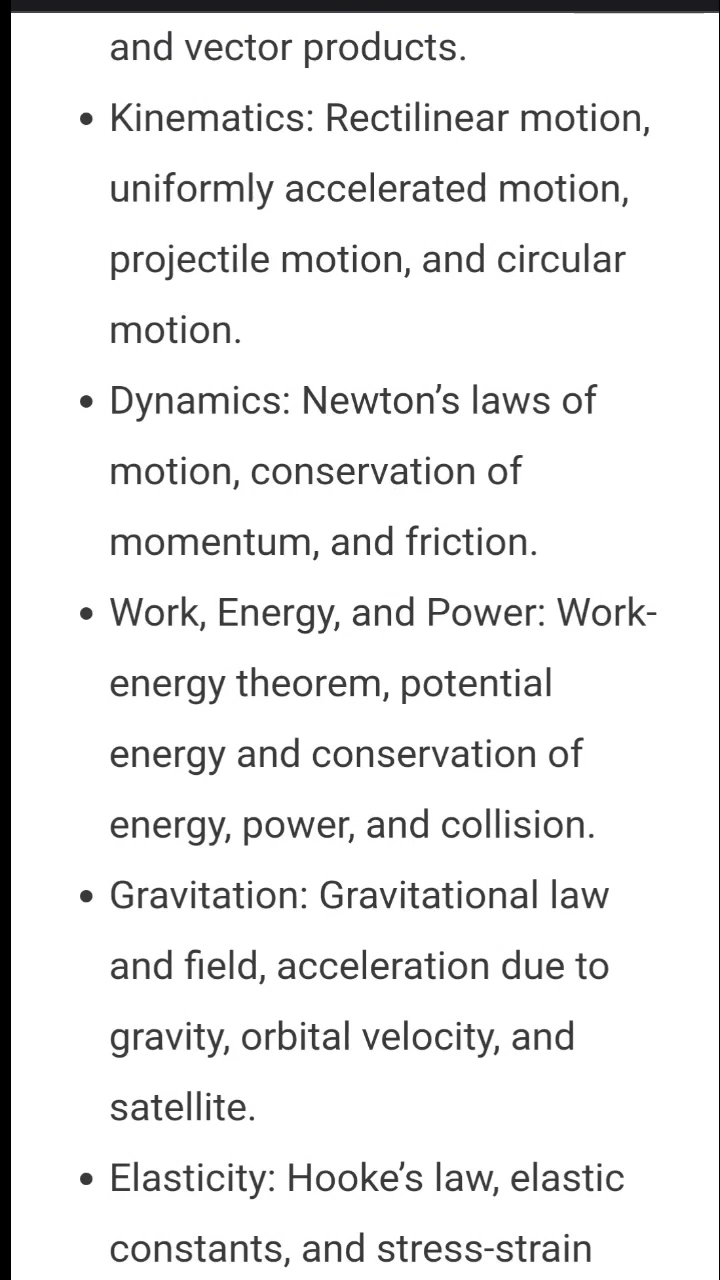 and vector products.
• Kinematics: Rectilinear motion,
uniformly accelerated motion,
projectile motion, and circular
motion.
• Dynamics: Newton’s laws of
motion, conservation of
momentum, and friction.
• Work, Energy, and Power: Work-
energy theorem, potential
energy and conservation of
energy, power, and collision.
• Gravitation: Gravitational law
and field, acceleration due to
gravity, orbital velocity, and
satellite.
• Elasticity: Hooke’s law, elastic
constants, and stress-strain